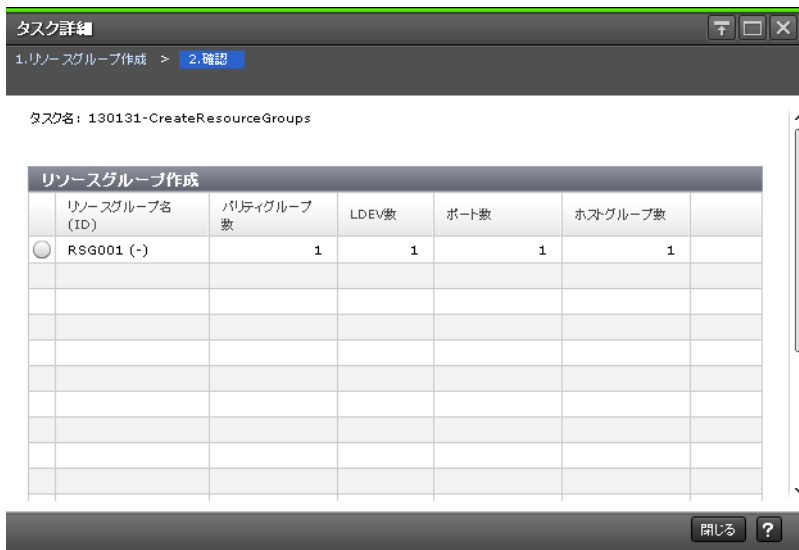 タスク詳細
1.リソースグループ作成 > 2.確認
タスク名: 130131-CreateResourceGroups
リソースグループ作成
リソースグループ名 (ID) パリティグループ数 LDEV数 ポート数 ホストグループ数
RSG001 (-) 1 1 1 1
閉じる ?